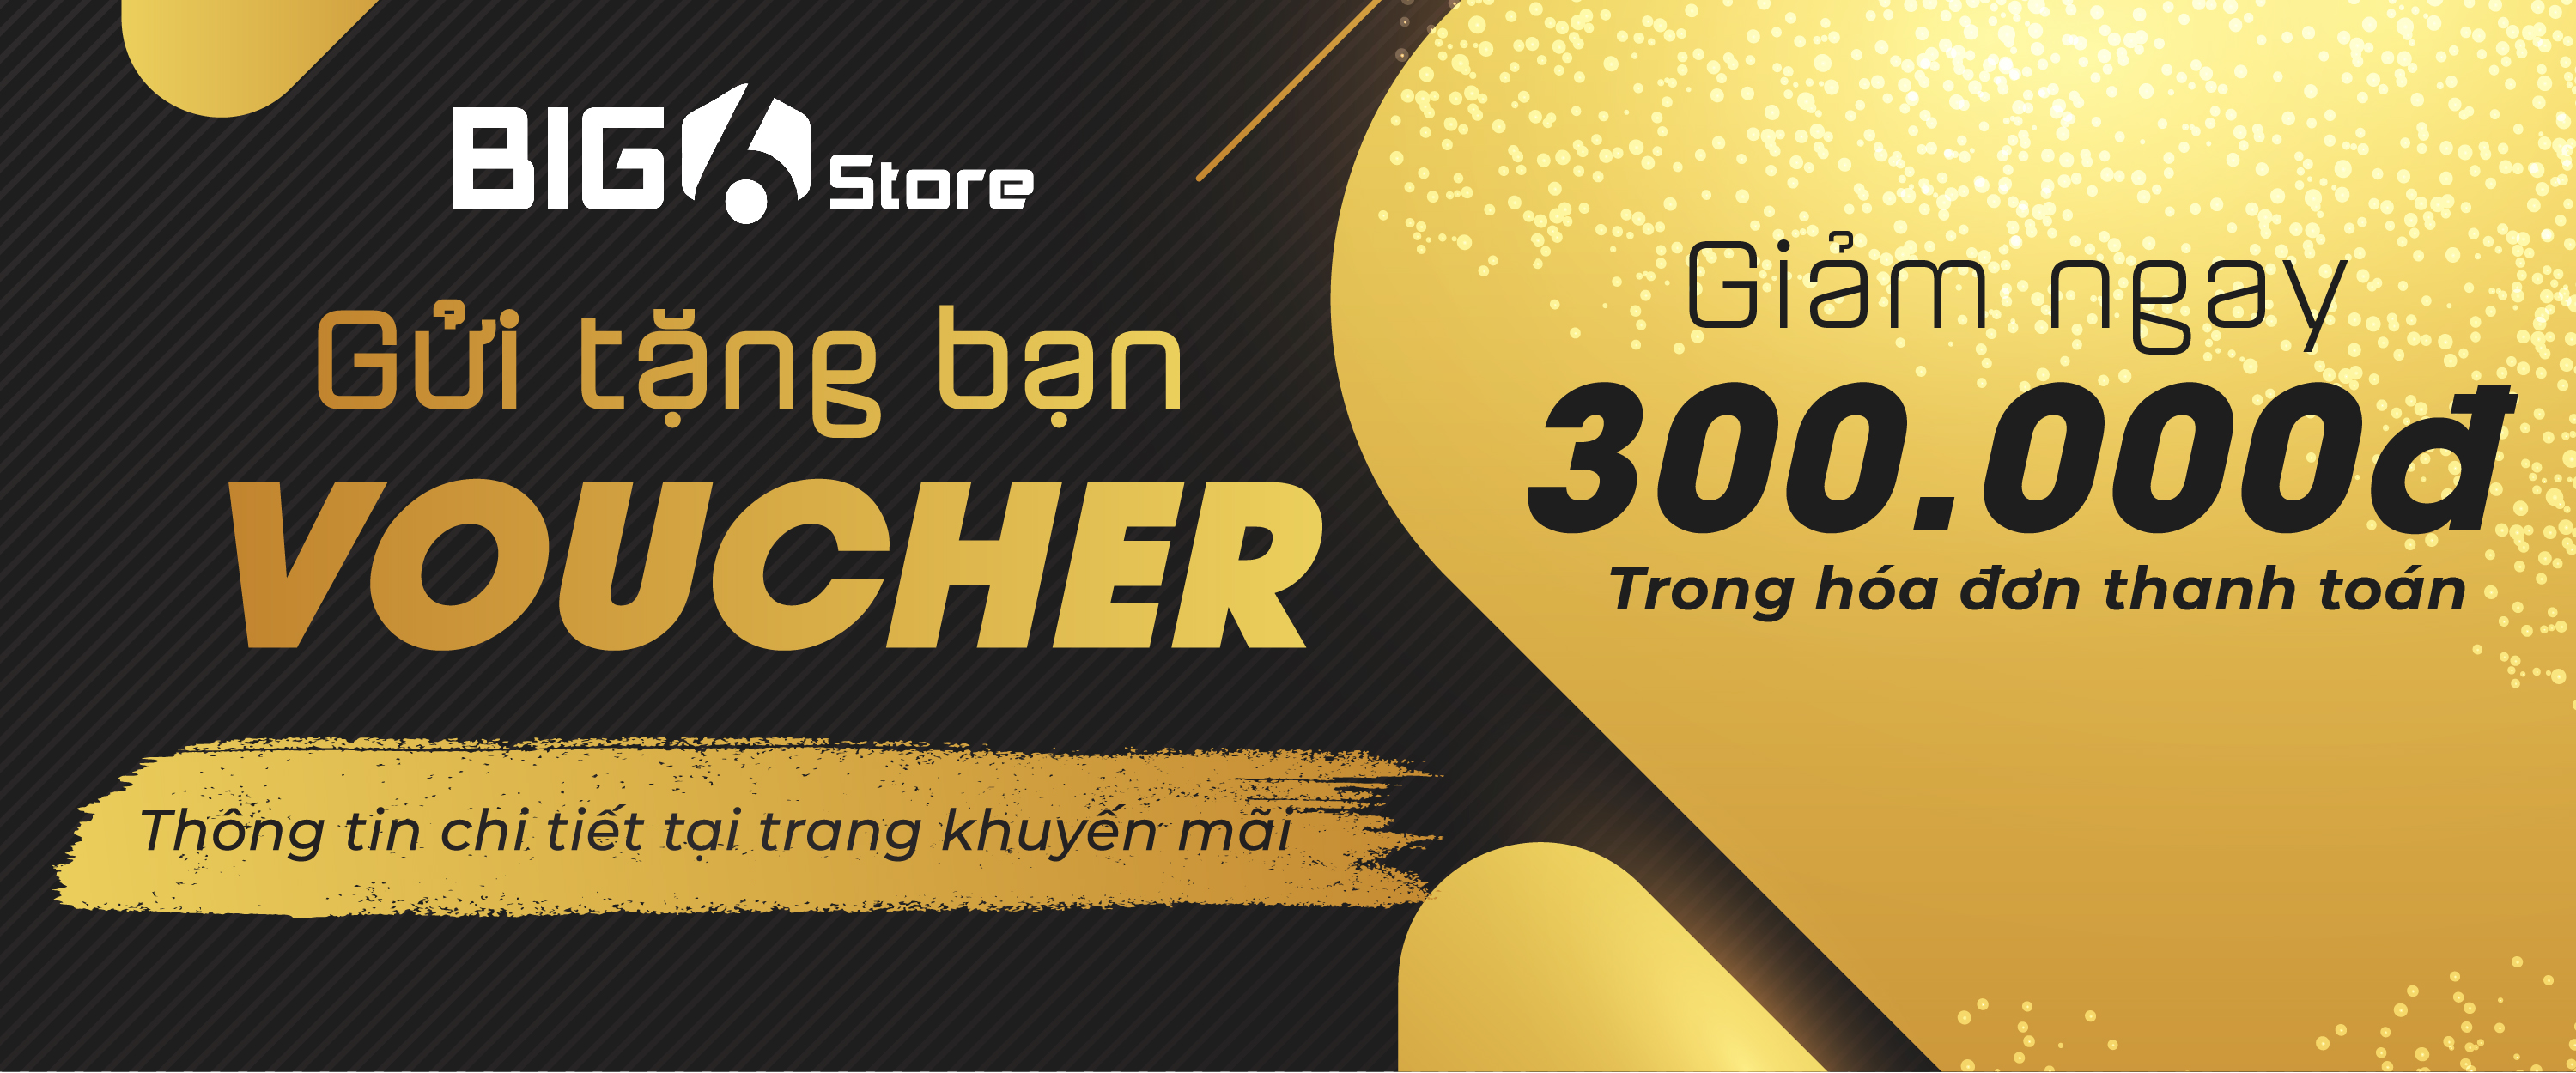 BIG6 Store
Gửi tặng bạn
VOUCHER
Thông tin chi tiết tại trang khuyến mãi
Giảm ngay
300.000đ
Trong hóa đơn thanh toán